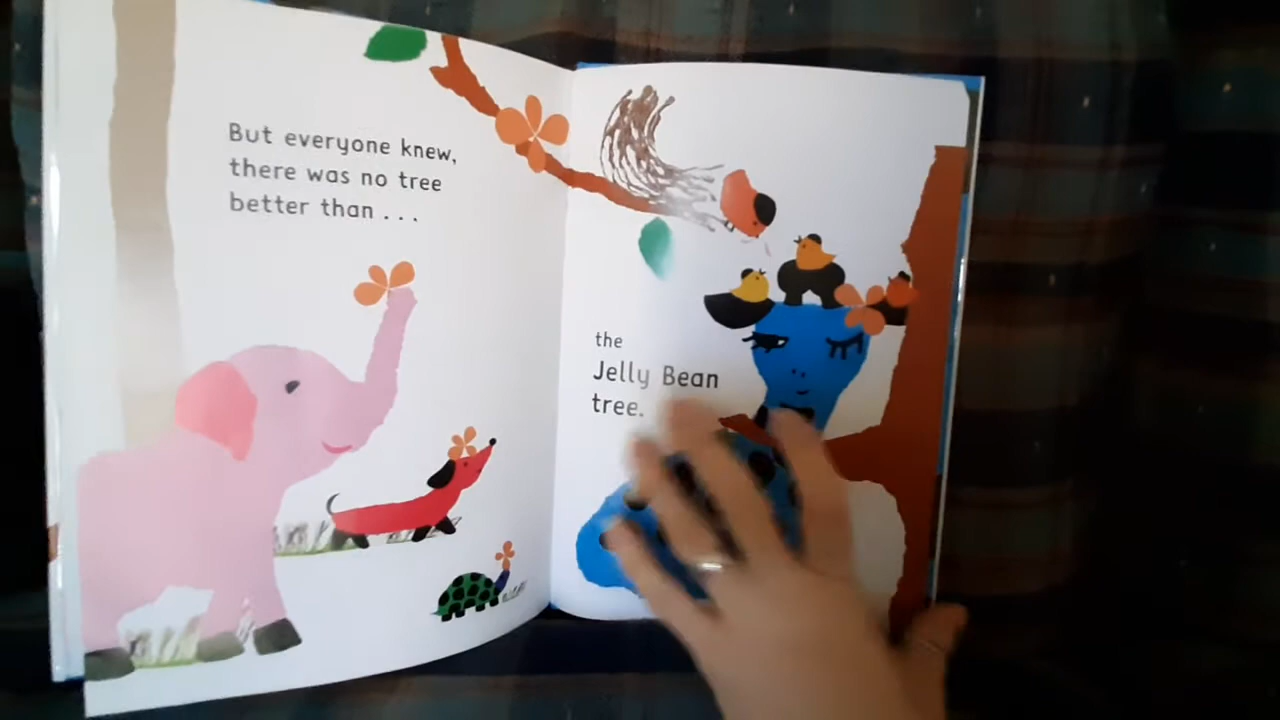 But everyone knew,
there was no tree
better than . . .
the
Jelly Bean
tree.